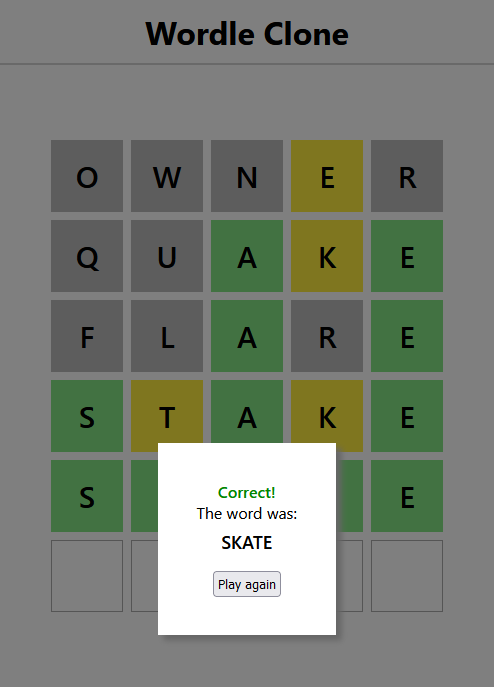 Wordle Clone
O W N E R
Q U A K E
F L A R E
S T A K E
S E
Correct!
The word was:
SKATE
Play again